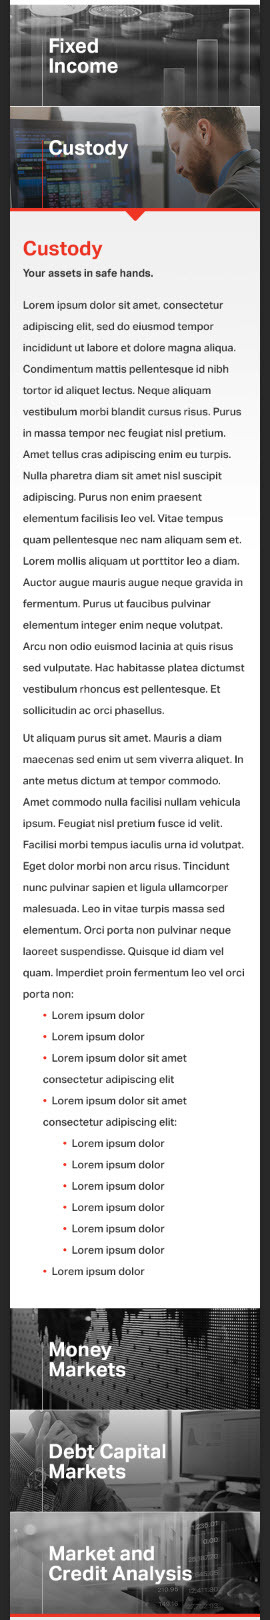 Fixed
Income
Custody
Custody
Your assets in safe hands.
Lorem ipsum dolor sit amet, consectetur
adipiscing elit, sed do eiusmod tempor
incididunt ut labore et dolore magna aliqua.
Condimentum mattis pellentesque id nibh
tortor id aliquet lectus. Neque aliquam
vestibulum morbi blandit cursus risus. Purus
in massa tempor nec feugiat nisl pretium.
Amet tellus cras adipiscing enim eu turpis.
Nulla pharetra diam sit amet nisl suscipit
adipiscing. Purus non enim praesent
elementum facilisis leo vel. Vitae tempus
quam pellentesque nec nam aliquam sem et.
Lorem mollis aliquam ut porttitor leo a diam.
Auctor augue mauris augue neque gravida in
fermentum. Purus ut faucibus pulvinar
elementum integer enim neque volutpat.
Arcu non odio euismod lacinia at quis risus
sed vulputate. Hac habitasse platea dictumst
vestibulum rhoncus est pellentesque. Et
sollicitudin ac orci phasellus.
Ut aliquam purus sit amet. Mauris a diam
maecenas sed enim ut sem viverra aliquet. In
ante metus dictum at tempor commodo.
Amet commodo nulla facilisi nullam vehicula
ipsum. Feugiat nisl pretium fusce id velit.
Facilisi morbi tempus iaculis urna id volutpat.
Eget dolor morbi non arcu risus. Tincidunt
nunc pulvinar sapien et ligula ullamcorper
malesuada. Leo in vitae turpis massa sed
elementum. Orci porta non pulvinar neque
laoreet suspendisse. Quisque id diam vel
quam. Imperdiet proin fermentum leo vel orci
porta non:
• Lorem ipsum dolor
• Lorem ipsum dolor
• Lorem ipsum dolor sit amet
consectetur adipiscing elit
• Lorem ipsum dolor sit amet
consectetur adipiscing elit:
• Lorem ipsum dolor
• Lorem ipsum dolor
• Lorem ipsum dolor
• Lorem ipsum dolor
• Lorem ipsum dolor
• Lorem ipsum dolor
• Lorem ipsum dolor
Money
Markets
Debt Capital
Markets
Market and
Credit Analysis